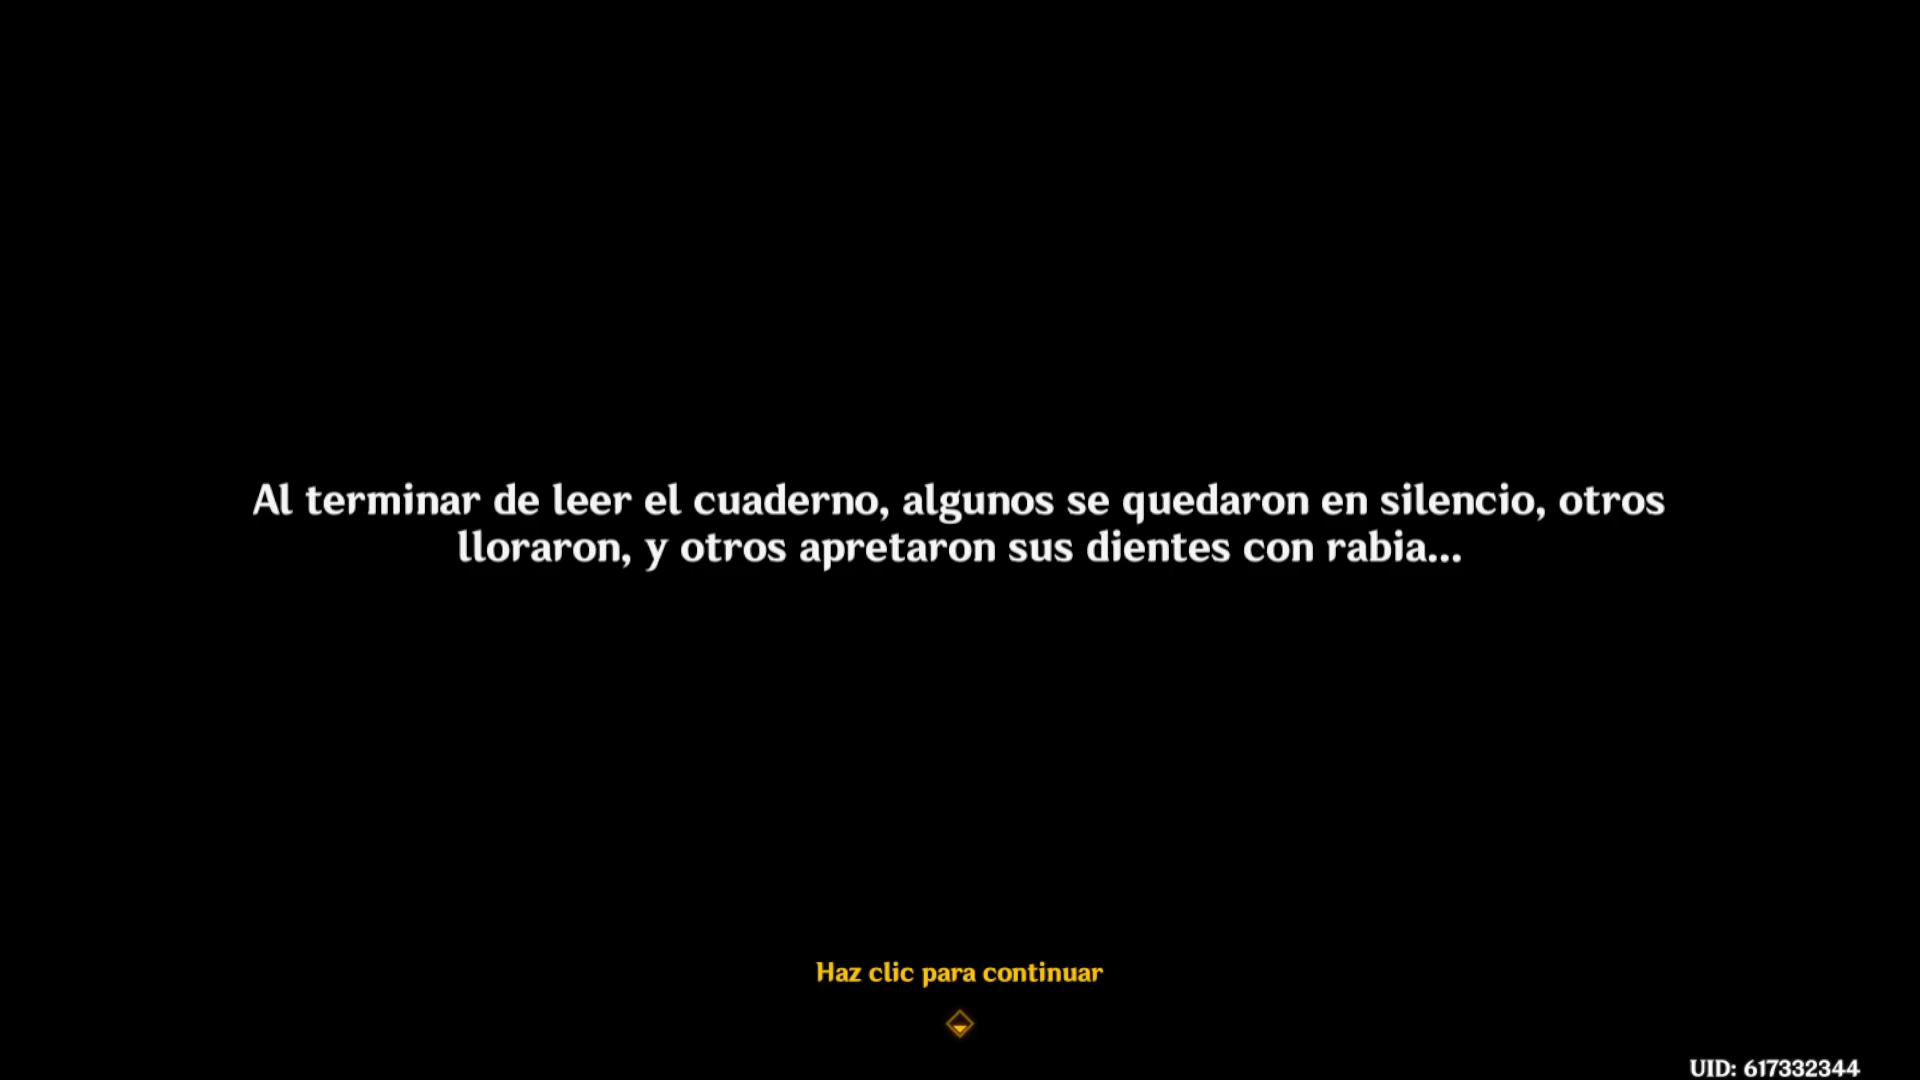 Al terminar de leer el cuaderno, algunos se quedaron en silencio, otros
lloraron, y otros apretaron sus dientes con rabia...
Haz clic para continuar
UID: 617332344